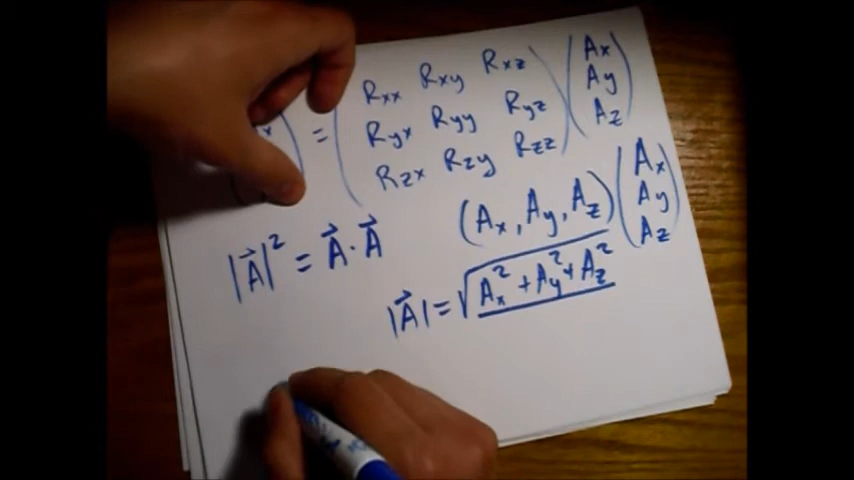 x) = ( Rxx Rxy Rxz ) ( Ax )
( Ryx Ryy Ryz ) ( Ay )
( Rzx Rzy Rzz ) ( Az )
(Ax, Ay, Az) ( Ax )
( Ay )
( Az )
|A⃗|² = A⃗ · A⃗
|A⃗| = √(Ax² + Ay² + Az²)